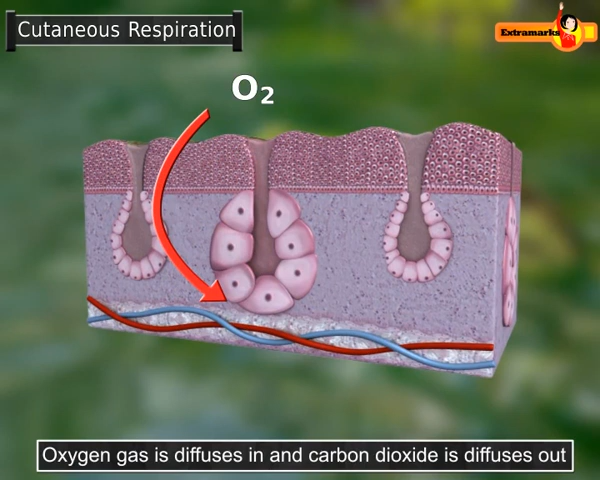 Cutaneous Respiration
Extramarks
O₂
Oxygen gas is diffuses in and carbon dioxide is diffuses out